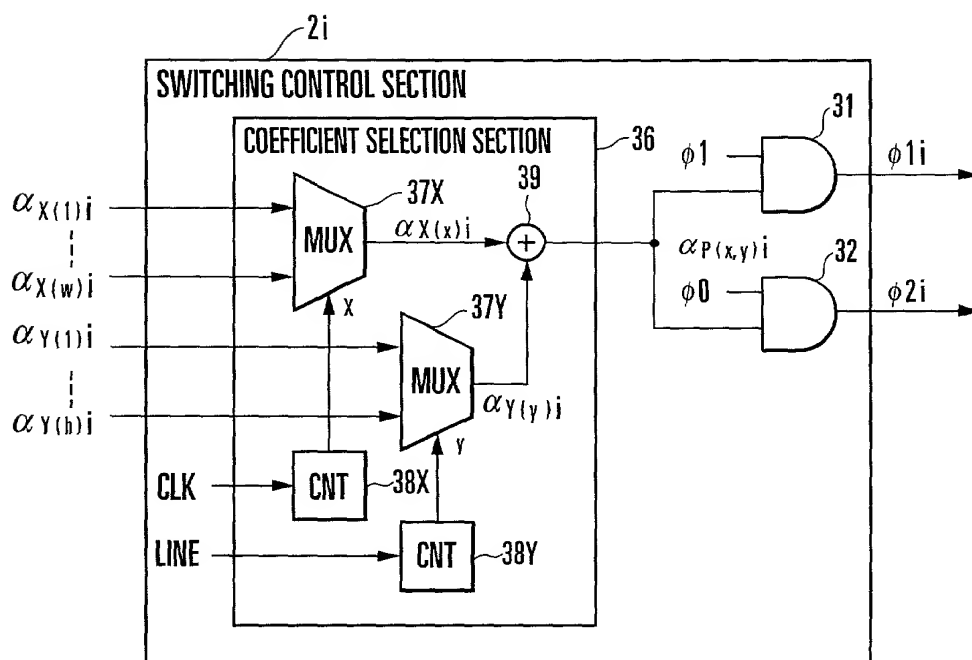 2i
SWITCHING CONTROL SECTION
COEFFICIENT SELECTION SECTION
36
31
ϕ1
ϕ1i
37X
39
αX(1)i
MUX
αX(x)i
+
αP(x,y)i
32
αX(w)i
X
37Y
ϕ0
ϕ2i
αY(1)i
MUX
αY(y)i
αY(h)i
Y
CLK
CNT
38X
LINE
CNT
38Y